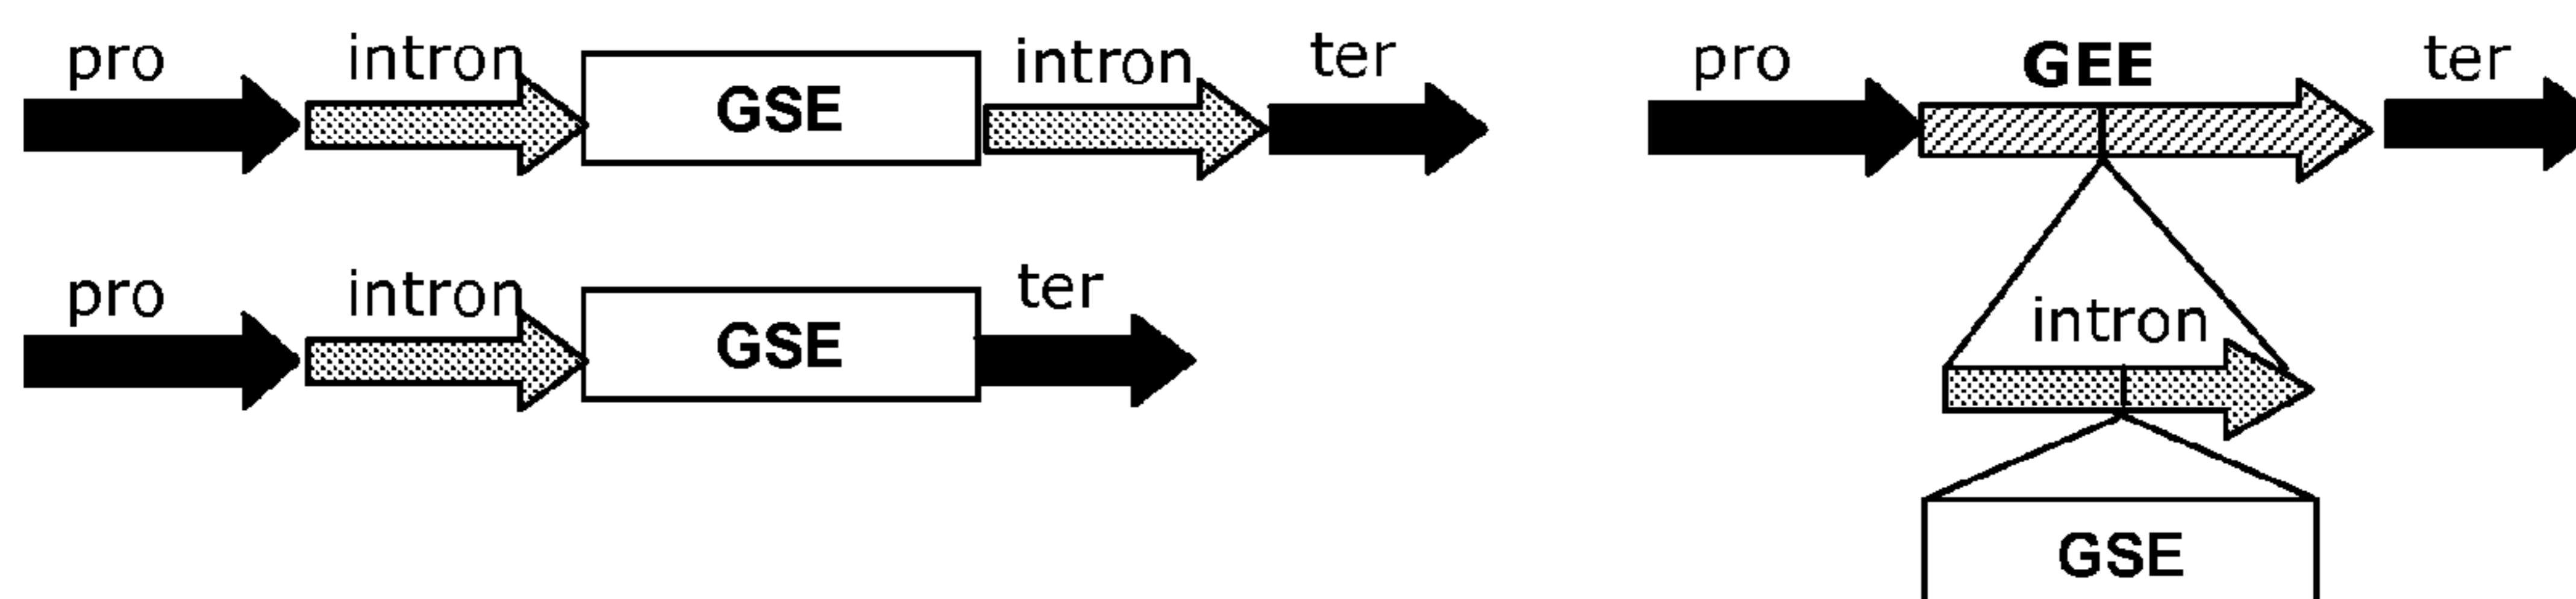 pro intron GSE intron ter
pro intron GSE ter
pro GEE ter
intron
GSE